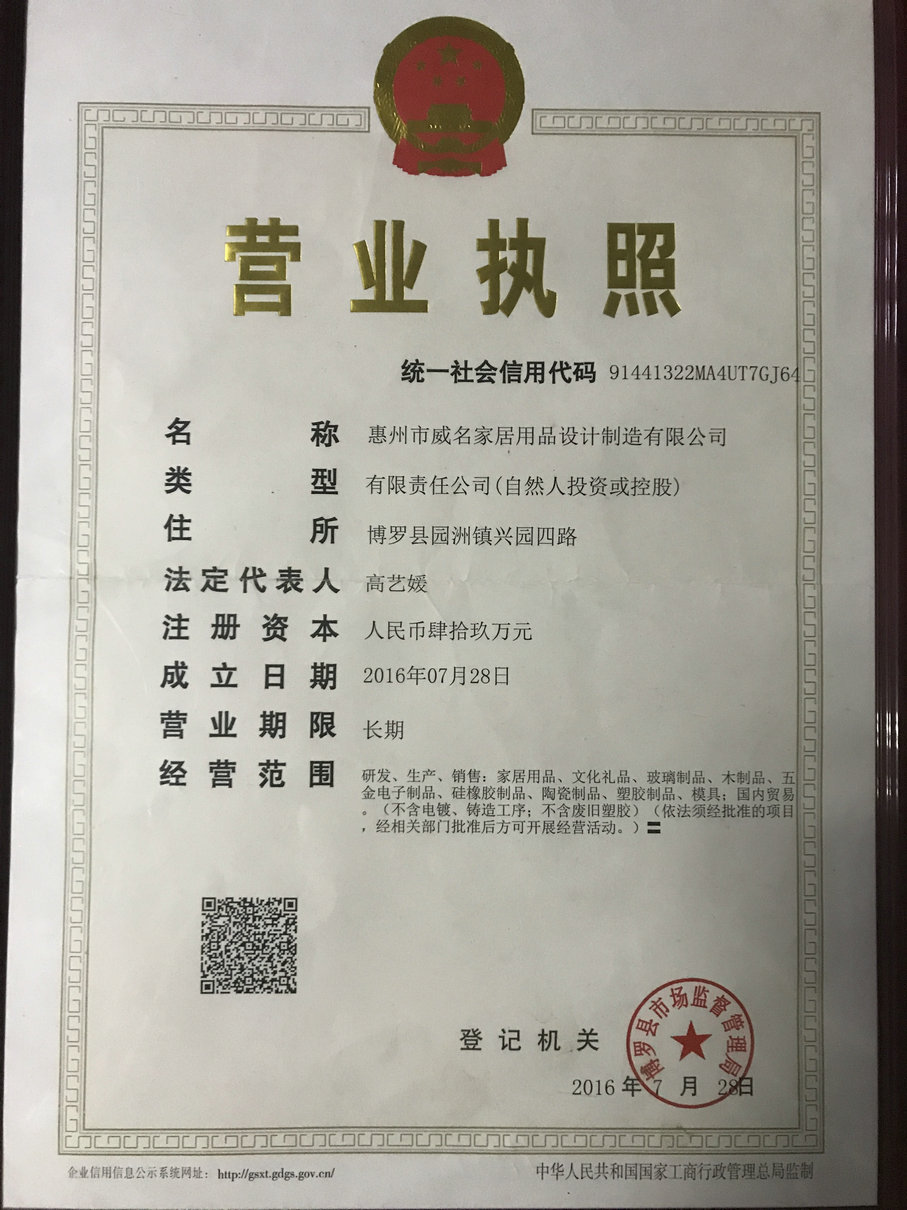 营业执照
统一社会信用代码 91441322MA4UT7GJ64
名称 惠州市威名家居用品设计制造有限公司
类型 有限责任公司(自然人投资或控股)
住所 博罗县园洲镇兴园四路
法定代表人 高艺媛
注册资本 人民币肆拾玖万元
成立日期 2016年07月28日
营业期限 长期
经营范围 研发、生产、销售：家居用品、文化礼品、玻璃制品、木制品、五
金电子制品、硅橡胶制品、陶瓷制品、塑胶制品、模具；国内贸易
。（不含电镀、铸造工序；不含废旧塑胶）（依法须经批准的项目
，经相关部门批准后方可开展经营活动。）〓
登记机关
博罗县市场监督管理局
2016 年 7 月 28日
企业信用信息公示系统网址： http://gsxt.gdgs.gov.cn/
中华人民共和国国家工商行政管理总局监制